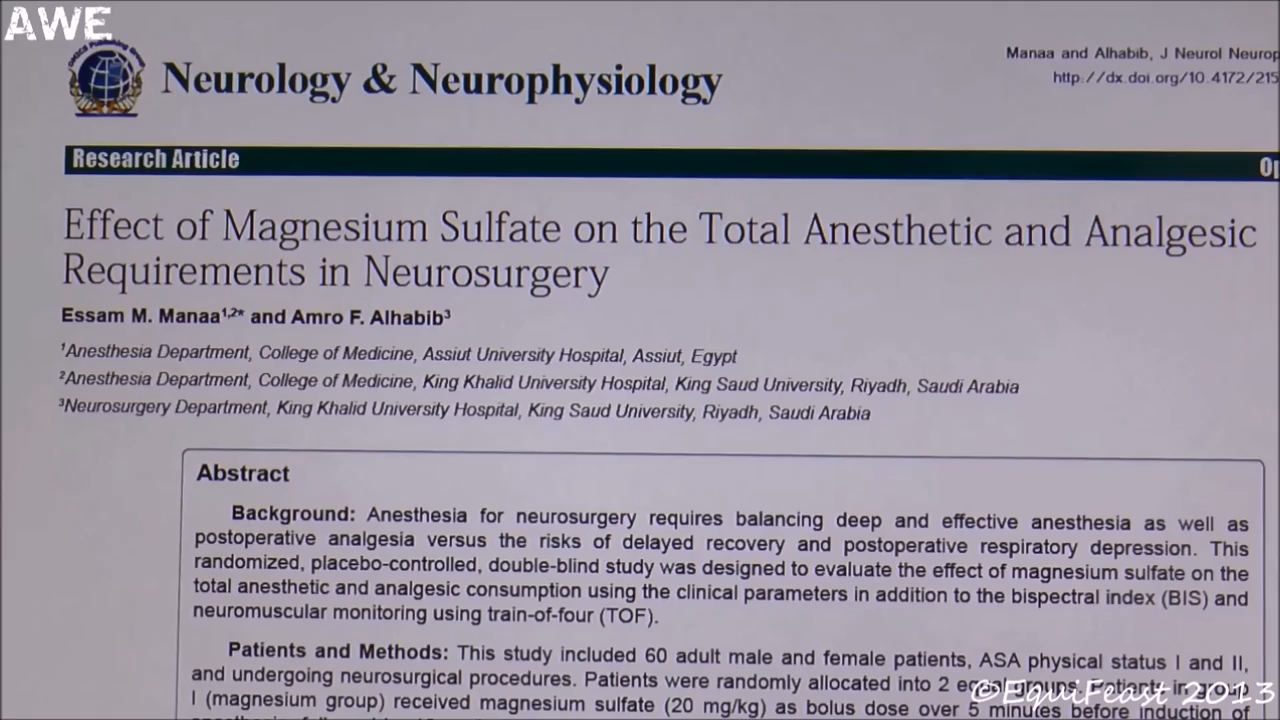 AWE
Neurology & Neurophysiology
Manaa and Alhabib, J Neurol Neurop
http://dx.doi.org/10.4172/215
Research Article
Effect of Magnesium Sulfate on the Total Anesthetic and Analgesic
Requirements in Neurosurgery
Essam M. Manaa1,2* and Amro F. Alhabib3
1Anesthesia Department, College of Medicine, Assiut University Hospital, Assiut, Egypt
2Anesthesia Department, College of Medicine, King Khalid University Hospital, King Saud University, Riyadh, Saudi Arabia
3Neurosurgery Department, King Khalid University Hospital, King Saud University, Riyadh, Saudi Arabia
Abstract
Background: Anesthesia for neurosurgery requires balancing deep and effective anesthesia as well as
postoperative analgesia versus the risks of delayed recovery and postoperative respiratory depression. This
randomized, placebo-controlled, double-blind study was designed to evaluate the effect of magnesium sulfate on the
total anesthetic and analgesic consumption using the clinical parameters in addition to the bispectral index (BIS) and
neuromuscular monitoring using train-of-four (TOF).
Patients and Methods: This study included 60 adult male and female patients, ASA physical status I and II,
and undergoing neurosurgical procedures. Patients were randomly allocated into 2
I (magnesium group) received magnesium sulfate (20 mg/kg) as bolus dose over 5 minutes before induction of
©EquiFeast 2013